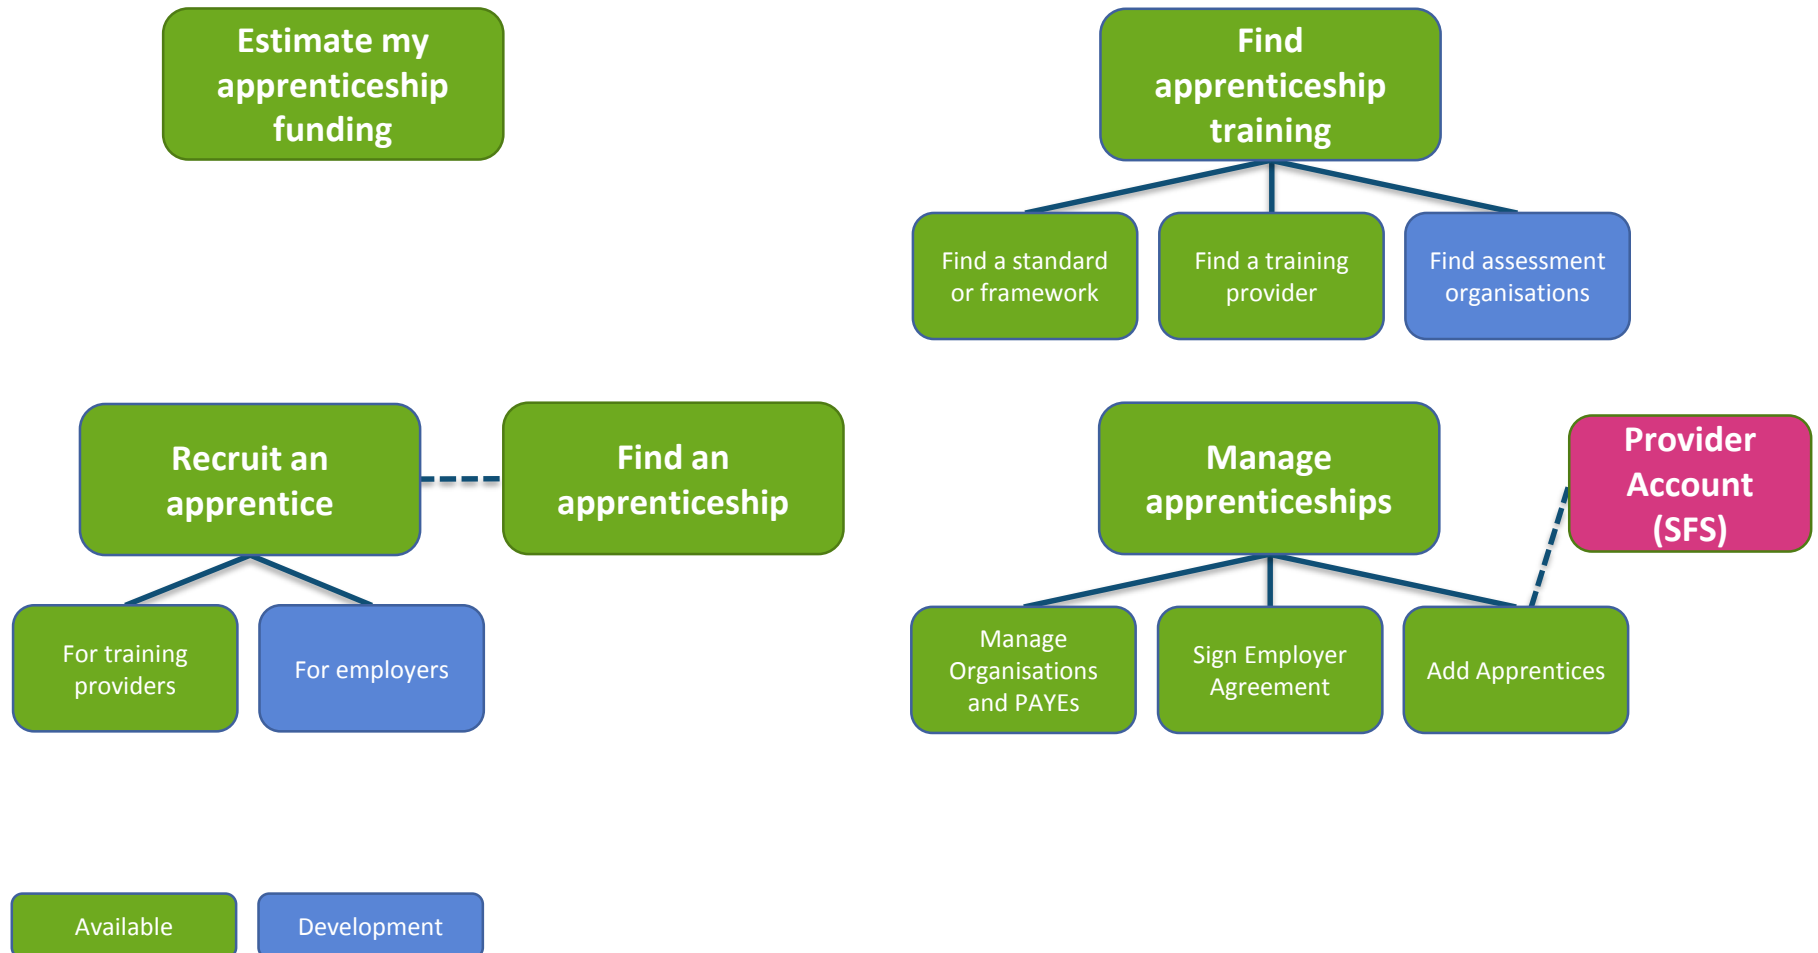 Estimate my
apprenticeship
funding
Find
apprenticeship
training
Find a standard
or framework
Find a training
provider
Find assessment
organisations
Recruit an
apprentice
Find an
apprenticeship
Manage
apprenticeships
Provider
Account
(SFS)
For training
providers
For employers
Manage
Organisations
and PAYEs
Sign Employer
Agreement
Add Apprentices
Available
Development